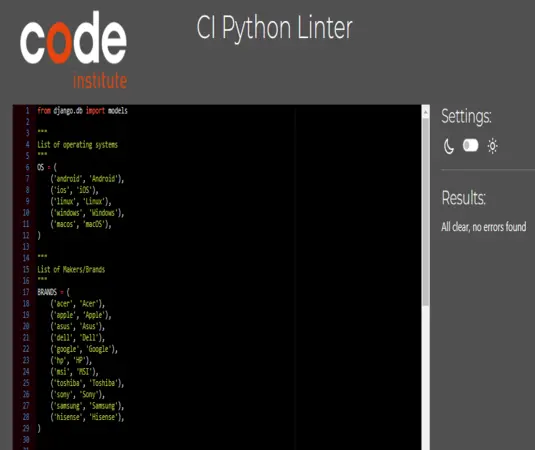 code
institute
CI Python Linter
1 from django.db import models
2
3 """
4 List of operating systems
5 """
6 OS = (
7     ('android', 'Android'),
8     ('ios', 'iOS'),
9     ('linux', 'Linux'),
10     ('windows', 'Windows'),
11     ('macos', 'macOS'),
12 )
13
14 """
15 List of Makers/Brands
16 """
17 BRANDS = (
18     ('acer', 'Acer'),
19     ('apple', 'Apple'),
20     ('asus', 'Asus'),
21     ('dell', 'Dell'),
22     ('google', 'Google'),
23     ('hp', 'HP'),
24     ('msi', 'MSI'),
25     ('toshiba', 'Toshiba'),
26     ('sony', 'Sony'),
27     ('samsung', 'Samsung'),
28     ('hisense', 'Hisense'),
29 )
30
Settings:
Results:
All clear, no errors found